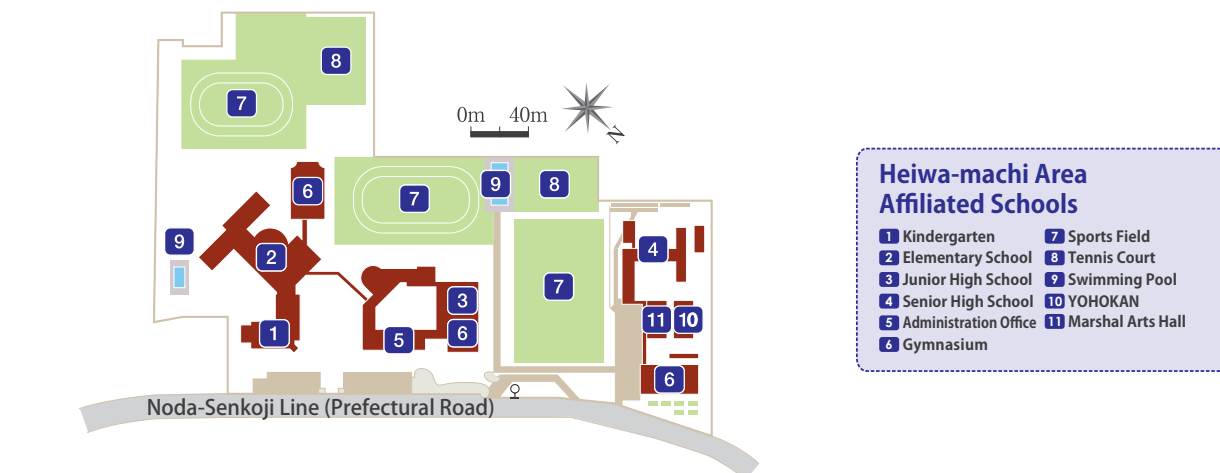 8
7
0m 40m
N
6
7
9
8
9
2
4
7
3
11
10
1
5
6
6
Noda-Senkoji Line (Prefectural Road)
Heiwa-machi Area
Affiliated Schools
1 Kindergarten
2 Elementary School
3 Junior High School
4 Senior High School
5 Administration Office
6 Gymnasium
7 Sports Field
8 Tennis Court
9 Swimming Pool
10 YOHOKAN
11 Marshal Arts Hall